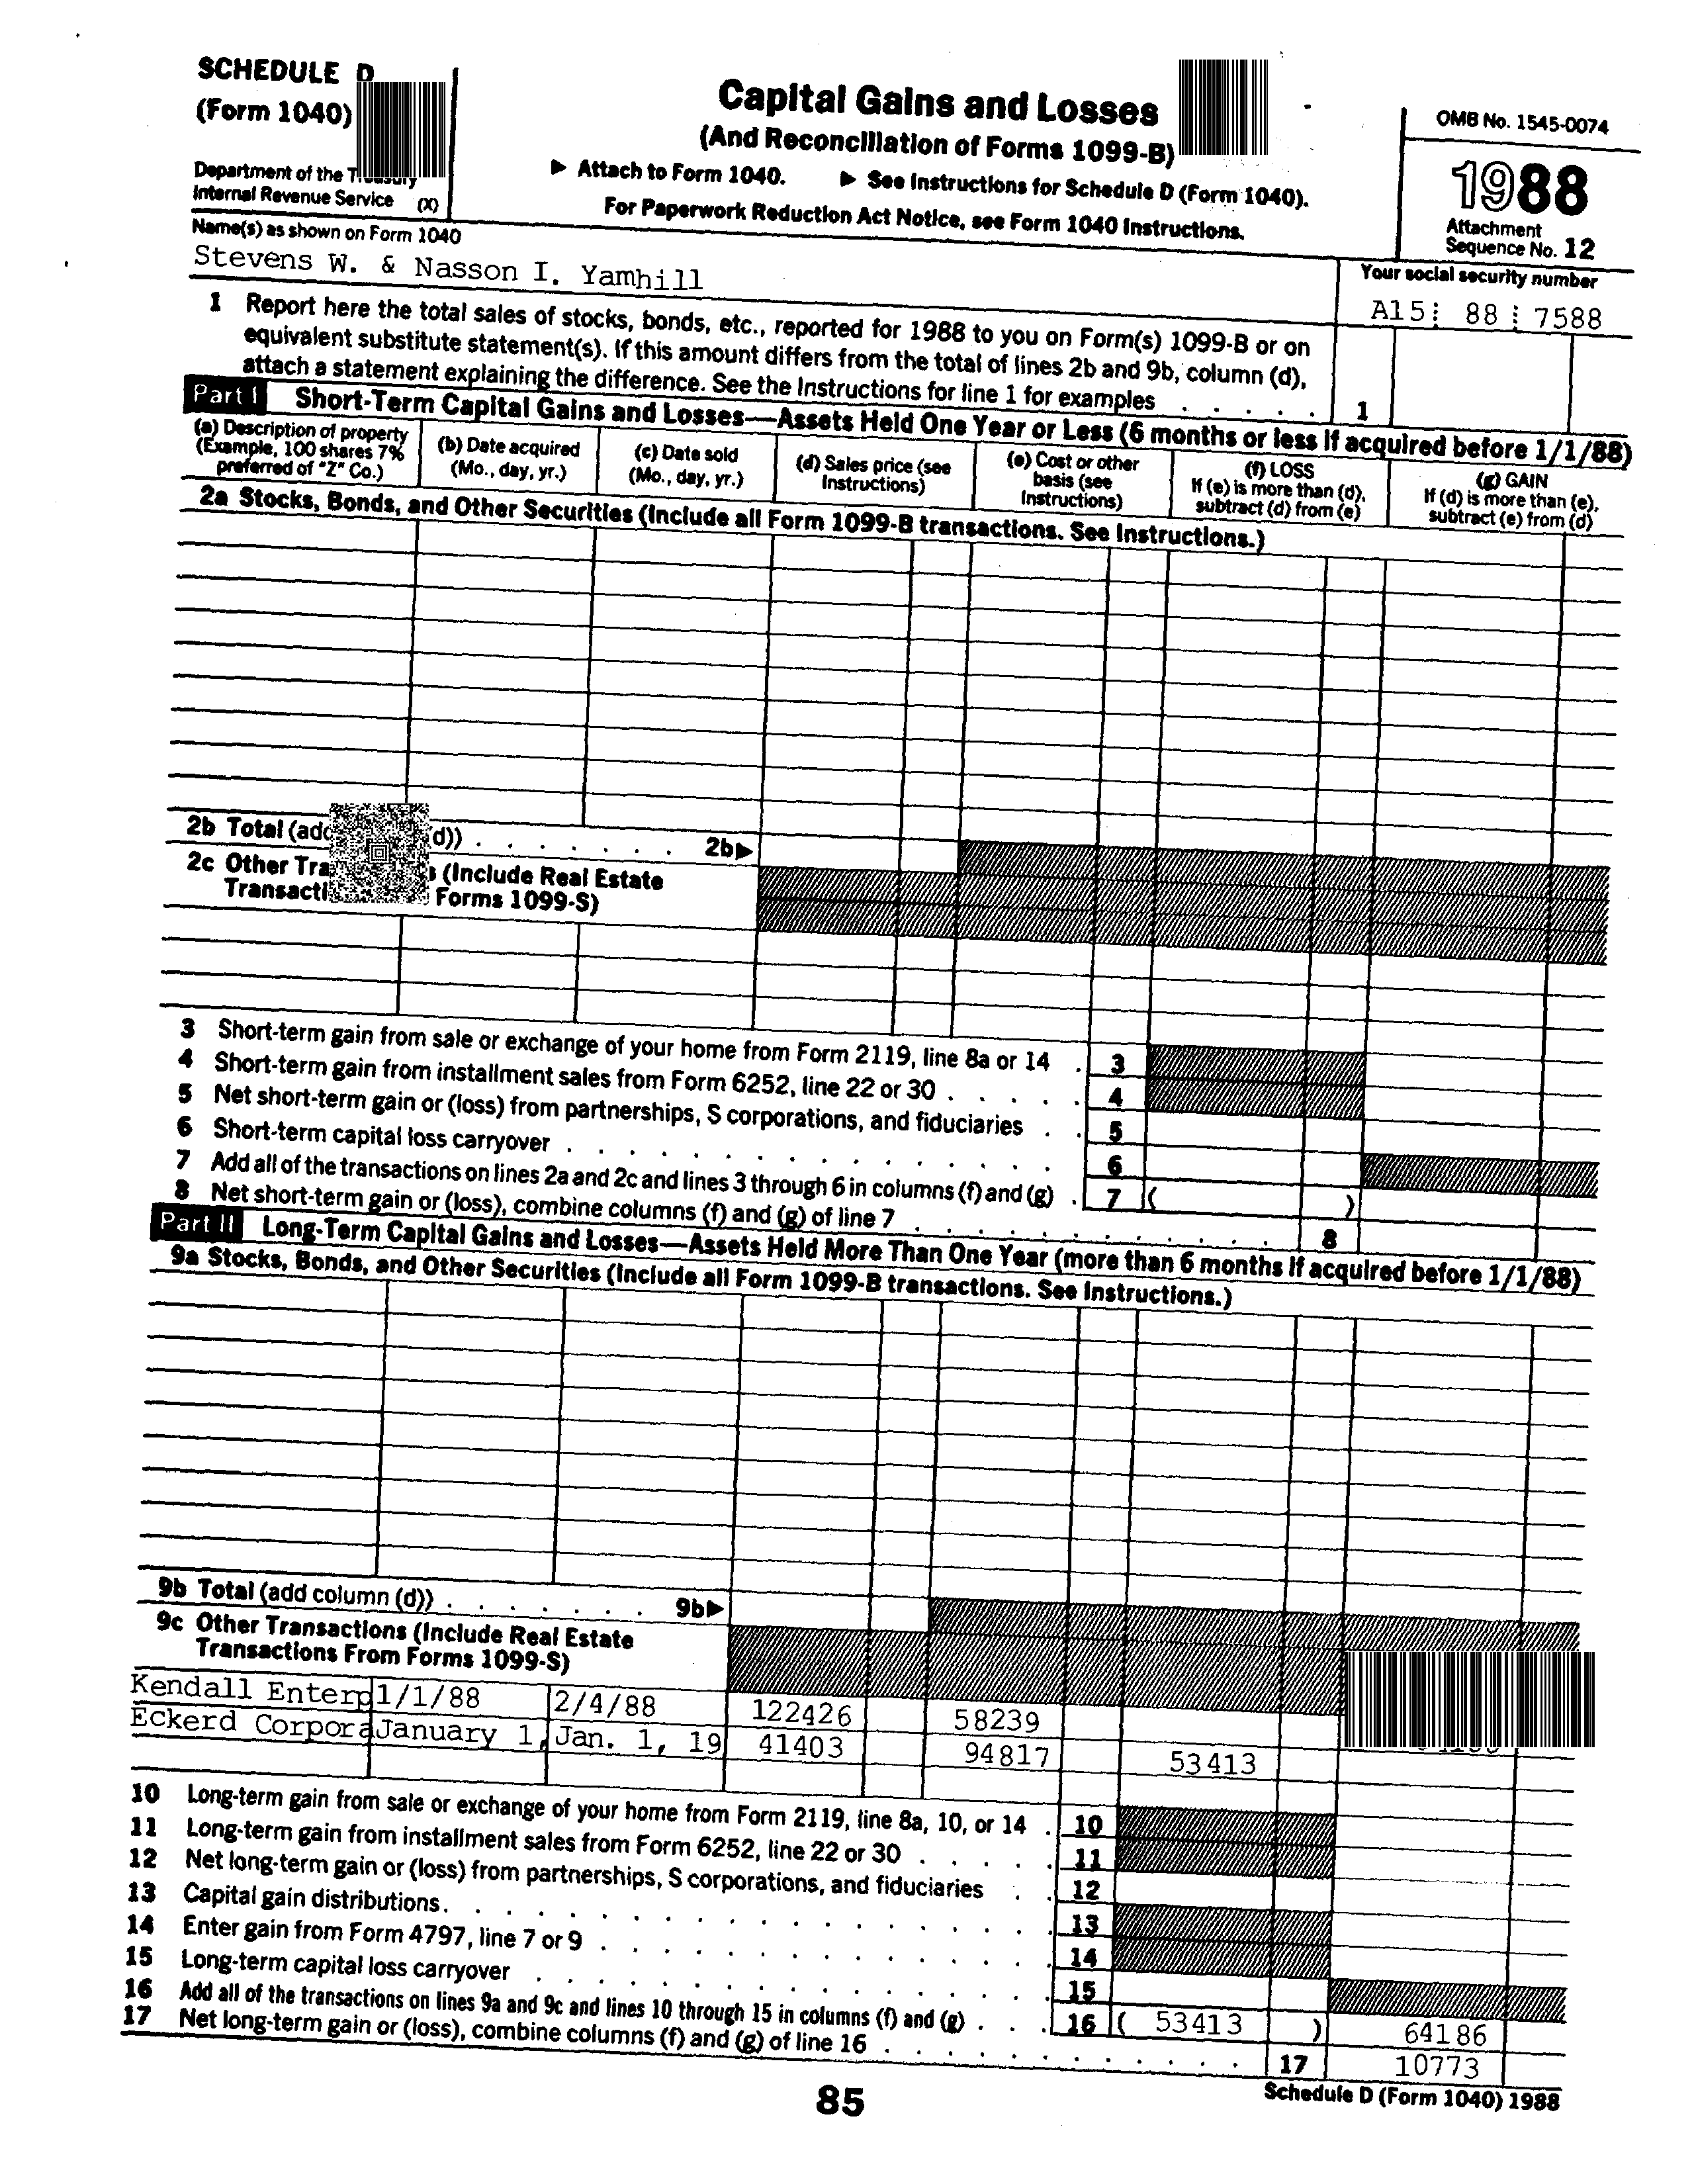 SCHEDULE D
(Form 1040)
Department of the Treasury
Internal Revenue Service (X)
Capital Gains and Losses
(And Reconciliation of Forms 1099-B)
▶ Attach to Form 1040. ▶ See Instructions for Schedule D (Form 1040).
For Paperwork Reduction Act Notice, see Form 1040 Instructions.
OMB No. 1545-0074
1988
Attachment
Sequence No. 12
Name(s) as shown on Form 1040
Stevens W. & Nasson I. Yamhill
Your social security number
A15 88 7588
1 Report here the total sales of stocks, bonds, etc., reported for 1988 to you on Form(s) 1099-B or on
equivalent substitute statement(s). If this amount differs from the total of lines 2b and 9b, column (d),
attach a statement explaining the difference. See the Instructions for line 1 for examples . . . . . 1
Part I Short-Term Capital Gains and Losses—Assets Held One Year or Less (6 months or less if acquired before 1/1/88)
(a) Description of property
(Example, 100 shares 7%
preferred of "Z" Co.)
(b) Date acquired
(Mo., day, yr.)
(c) Date sold
(Mo., day, yr.)
(d) Sales price (see
Instructions)
(e) Cost or other
basis (see
Instructions)
(f) LOSS
If (e) is more than (d),
subtract (d) from (e)
(g) GAIN
If (d) is more than (e),
subtract (e) from (d)
2a Stocks, Bonds, and Other Securities (Include all Form 1099-B transactions. See Instructions.)
2b Total (add (d)) . . . . . . . 2b▶
2c Other Tra s (Include Real Estate
Transacti Forms 1099-S)
3 Short-term gain from sale or exchange of your home from Form 2119, line 8a or 14 . 3
4 Short-term gain from installment sales from Form 6252, line 22 or 30 . . . . . 4
5 Net short-term gain or (loss) from partnerships, S corporations, and fiduciaries . . 5
6 Short-term capital loss carryover . . . . . . . . . . . . . . . . 6
7 Add all of the transactions on lines 2a and 2c and lines 3 through 6 in columns (f) and (g) . 7 ( )
8 Net short-term gain or (loss), combine columns (f) and (g) of line 7 . . . . . . . . . . . . 8
Part II Long-Term Capital Gains and Losses—Assets Held More Than One Year (more than 6 months if acquired before 1/1/88)
9a Stocks, Bonds, and Other Securities (Include all Form 1099-B transactions. See Instructions.)
9b Total (add column (d)) . . . . . . . 9b▶
9c Other Transactions (Include Real Estate
Transactions From Forms 1099-S)
Kendall Enterp 1/1/88 2/4/88 122426 58239
Eckerd Corpora January 1, Jan. 1, 19 41403 94817 53413
10 Long-term gain from sale or exchange of your home from Form 2119, line 8a, 10, or 14 . 10
11 Long-term gain from installment sales from Form 6252, line 22 or 30 . . . . . 11
12 Net long-term gain or (loss) from partnerships, S corporations, and fiduciaries . . 12
13 Capital gain distributions . . . . . . . . . . . . . . . . . . . 13
14 Enter gain from Form 4797, line 7 or 9 . . . . . . . . . . . . . . 14
15 Long-term capital loss carryover . . . . . . . . . . . . . . . . . 15
16 Add all of the transactions on lines 9a and 9c and lines 10 through 15 in columns (f) and (g) . . . 16 ( 53413 ) 64186
17 Net long-term gain or (loss), combine columns (f) and (g) of line 16 . . . . . . . . . . . . 17 10773
85
Schedule D (Form 1040) 1988